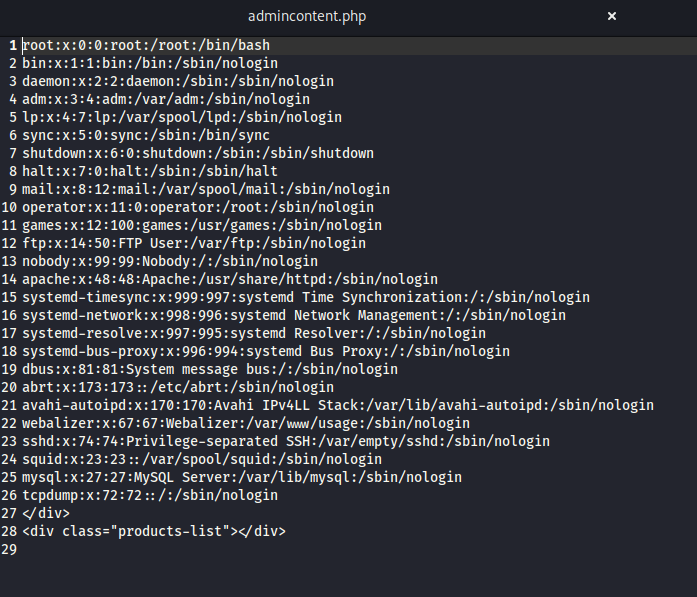 admincontent.php ×
1 root:x:0:0:root:/root:/bin/bash
2 bin:x:1:1:bin:/bin:/sbin/nologin
3 daemon:x:2:2:daemon:/sbin:/sbin/nologin
4 adm:x:3:4:adm:/var/adm:/sbin/nologin
5 lp:x:4:7:lp:/var/spool/lpd:/sbin/nologin
6 sync:x:5:0:sync:/sbin:/bin/sync
7 shutdown:x:6:0:shutdown:/sbin:/sbin/shutdown
8 halt:x:7:0:halt:/sbin:/sbin/halt
9 mail:x:8:12:mail:/var/spool/mail:/sbin/nologin
10 operator:x:11:0:operator:/root:/sbin/nologin
11 games:x:12:100:games:/usr/games:/sbin/nologin
12 ftp:x:14:50:FTP User:/var/ftp:/sbin/nologin
13 nobody:x:99:99:Nobody:/:/sbin/nologin
14 apache:x:48:48:Apache:/usr/share/httpd:/sbin/nologin
15 systemd-timesync:x:999:997:systemd Time Synchronization:/:/sbin/nologin
16 systemd-network:x:998:996:systemd Network Management:/:/sbin/nologin
17 systemd-resolve:x:997:995:systemd Resolver:/:/sbin/nologin
18 systemd-bus-proxy:x:996:994:systemd Bus Proxy:/:/sbin/nologin
19 dbus:x:81:81:System message bus:/:/sbin/nologin
20 abrt:x:173:173::/etc/abrt:/sbin/nologin
21 avahi-autoipd:x:170:170:Avahi IPv4LL Stack:/var/lib/avahi-autoipd:/sbin/nologin
22 webalizer:x:67:67:Webalizer:/var/www/usage:/sbin/nologin
23 sshd:x:74:74:Privilege-separated SSH:/var/empty/sshd:/sbin/nologin
24 squid:x:23:23::/var/spool/squid:/sbin/nologin
25 mysql:x:27:27:MySQL Server:/var/lib/mysql:/sbin/nologin
26 tcpdump:x:72:72::/:/sbin/nologin
27 </div>
28 <div class="products-list"></div>
29